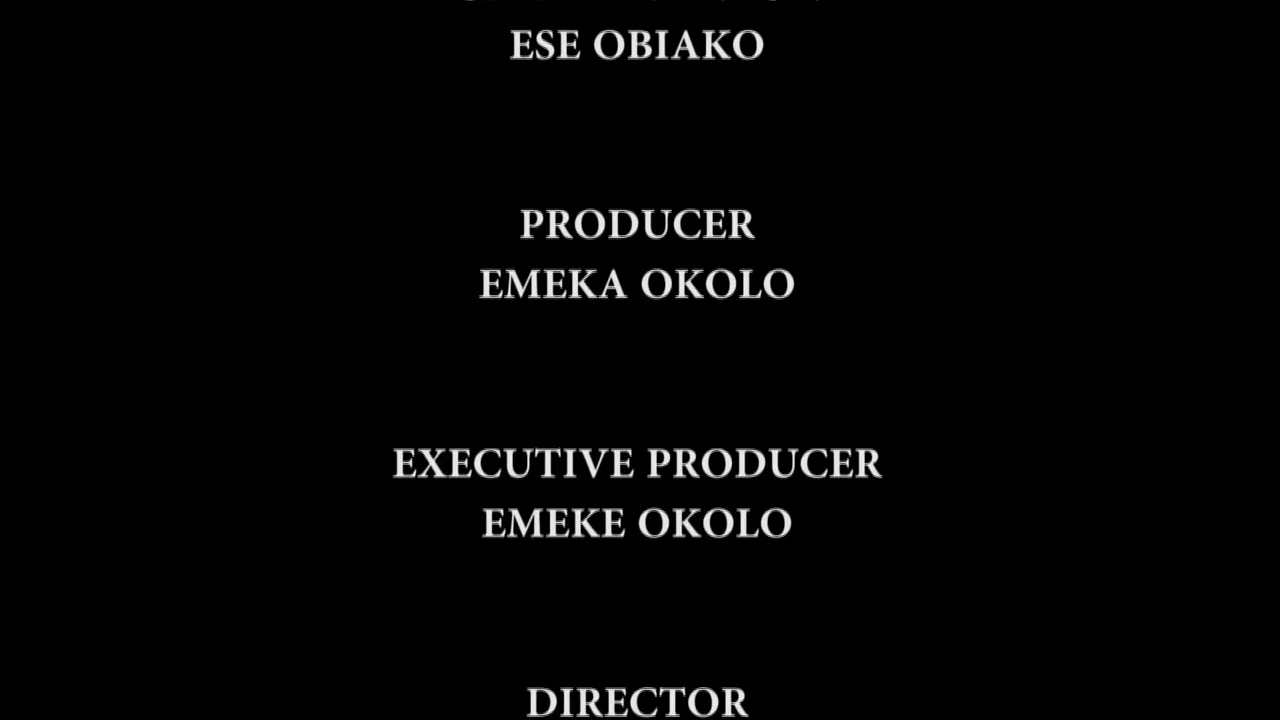 ESE OBIAKO
PRODUCER
EMEKA OKOLO
EXECUTIVE PRODUCER
EMEKE OKOLO
DIRECTOR